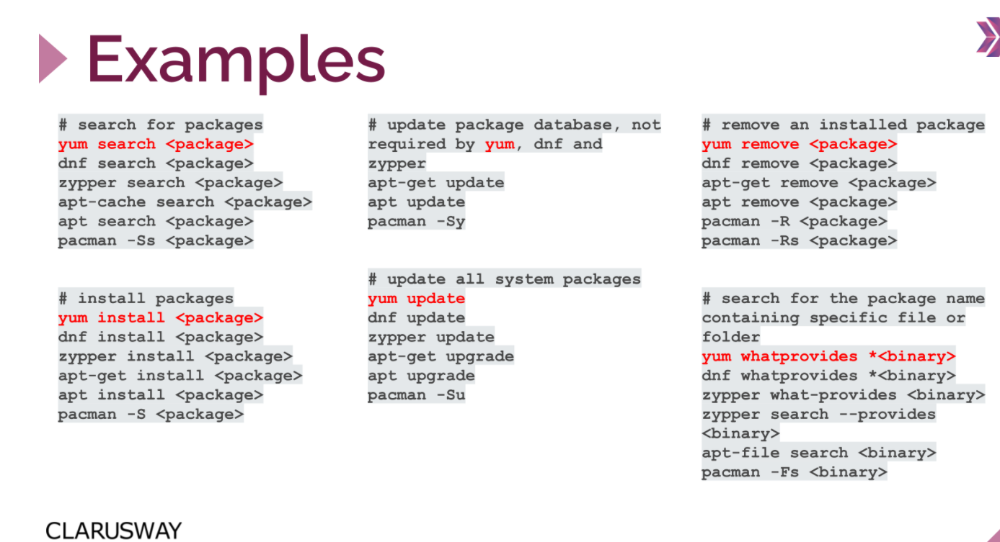 Examples
# search for packages
yum search <package>
dnf search <package>
zypper search <package>
apt-cache search <package>
apt search <package>
pacman -Ss <package>
# install packages
yum install <package>
dnf install <package>
zypper install <package>
apt-get install <package>
apt install <package>
pacman -S <package>
# update package database, not
required by yum, dnf and
zypper
apt-get update
apt update
pacman -Sy
# update all system packages
yum update
dnf update
zypper update
apt-get upgrade
apt upgrade
pacman -Su
# remove an installed package
yum remove <package>
dnf remove <package>
apt-get remove <package>
apt remove <package>
pacman -R <package>
pacman -Rs <package>
# search for the package name
containing specific file or
folder
yum whatprovides *<binary>
dnf whatprovides *<binary>
zypper what-provides <binary>
zypper search --provides
<binary>
apt-file search <binary>
pacman -Fs <binary>
CLARUSWAY